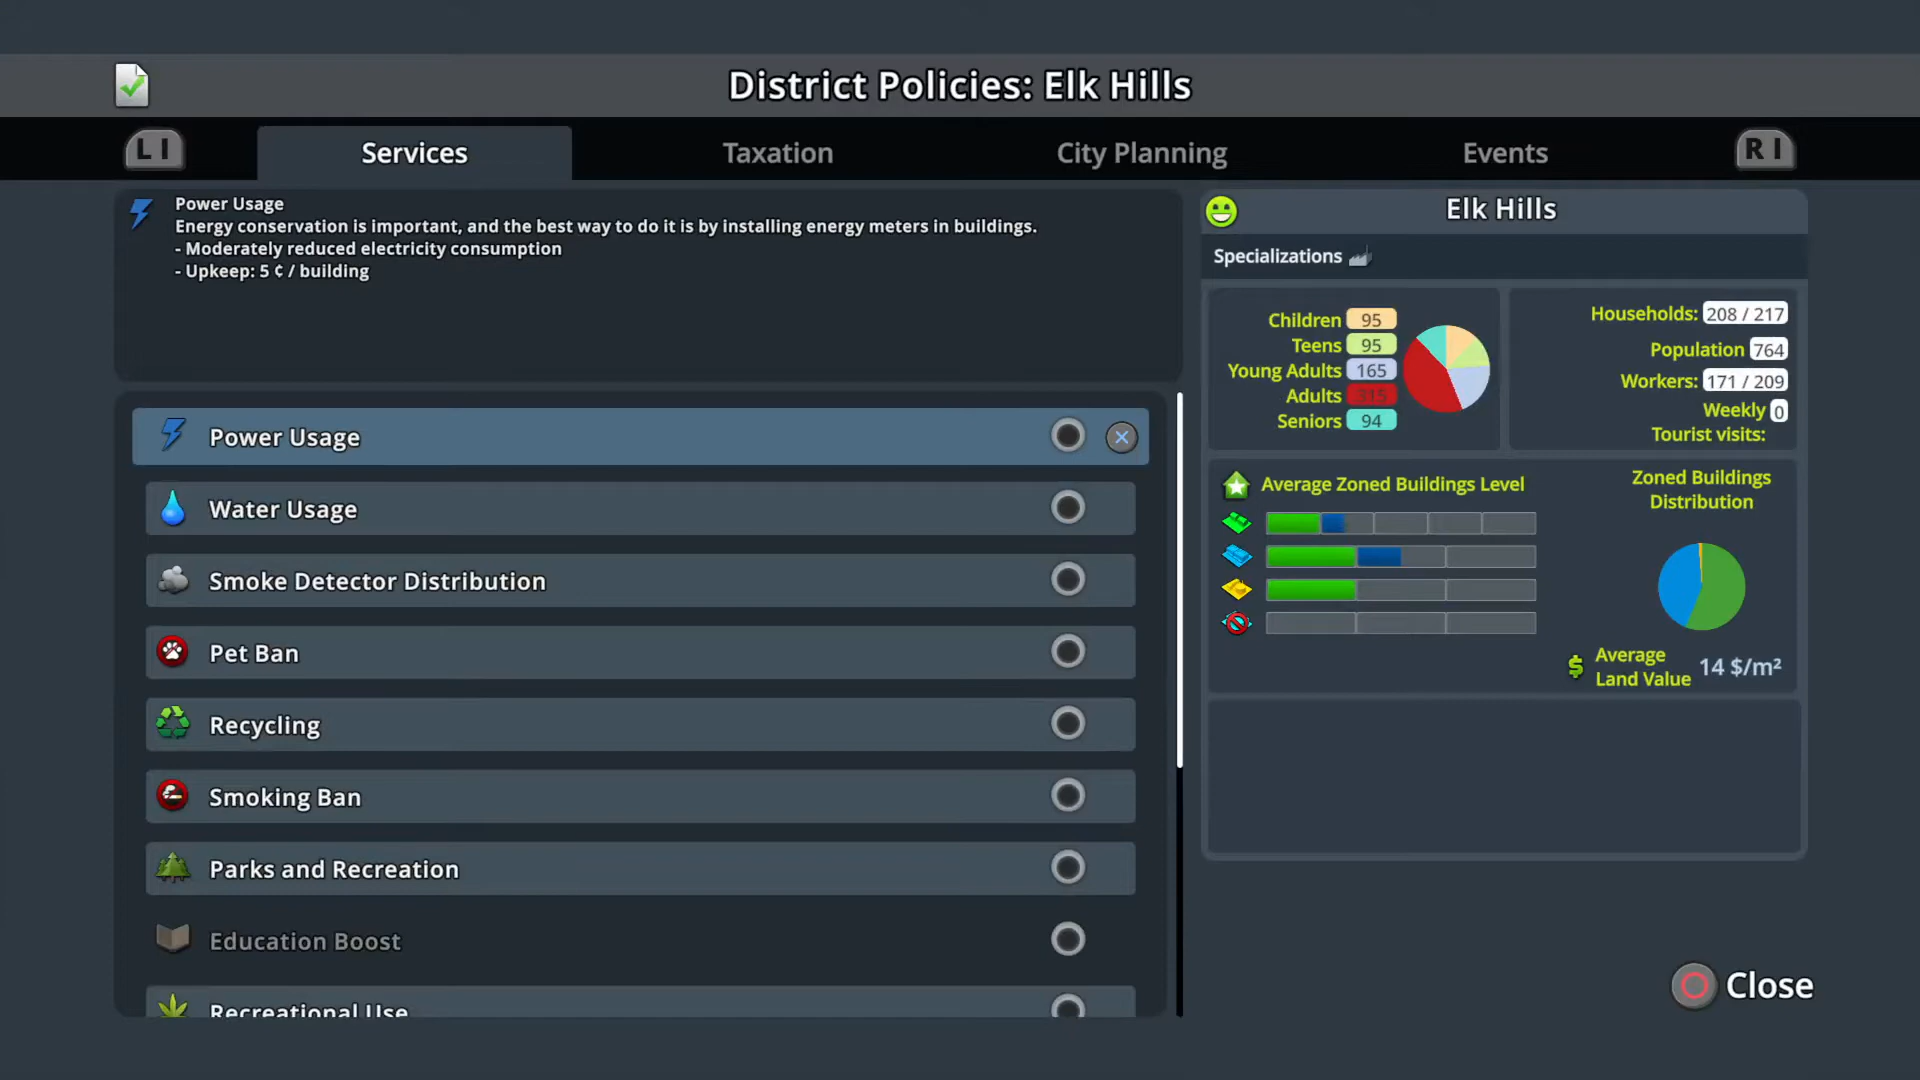 District Policies: Elk Hills
L1 Services Taxation City Planning Events R1
Power Usage
Energy conservation is important, and the best way to do it is by installing energy meters in buildings.
- Moderately reduced electricity consumption
- Upkeep: 5 ¢ / building
Power Usage
Water Usage
Smoke Detector Distribution
Pet Ban
Recycling
Smoking Ban
Parks and Recreation
Education Boost
Recreational Use
Elk Hills
Specializations
Children 95
Teens 95
Young Adults 165
Adults 315
Seniors 94
Households: 208 / 217
Population 764
Workers: 171 / 209
Weekly 0
Tourist visits:
Average Zoned Buildings Level
Zoned Buildings
Distribution
$ Average
Land Value 14 $/m²
Close